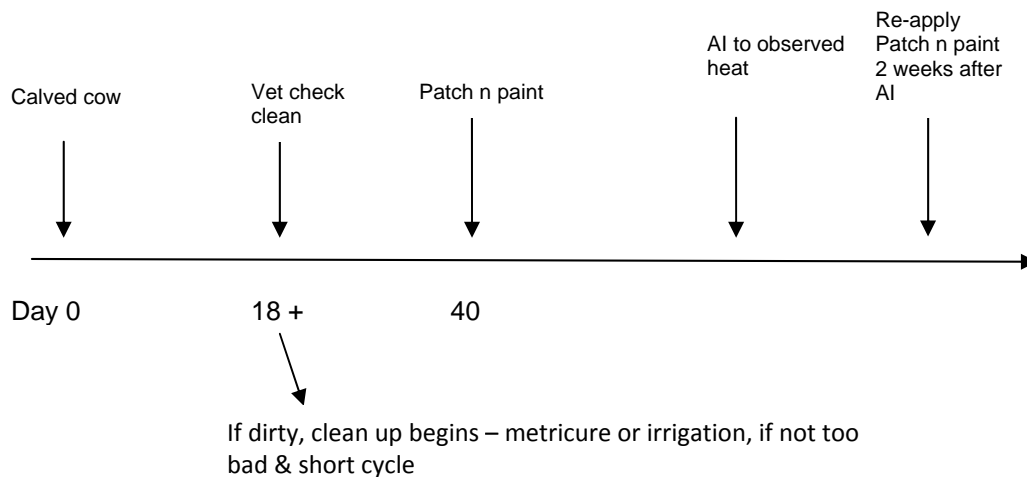 Calved cow
Vet check
clean
Patch n paint
AI to observed
heat
Re-apply
Patch n paint
2 weeks after
AI
Day 0
18 +
40
If dirty, clean up begins – metricure or irrigation, if not too
bad & short cycle